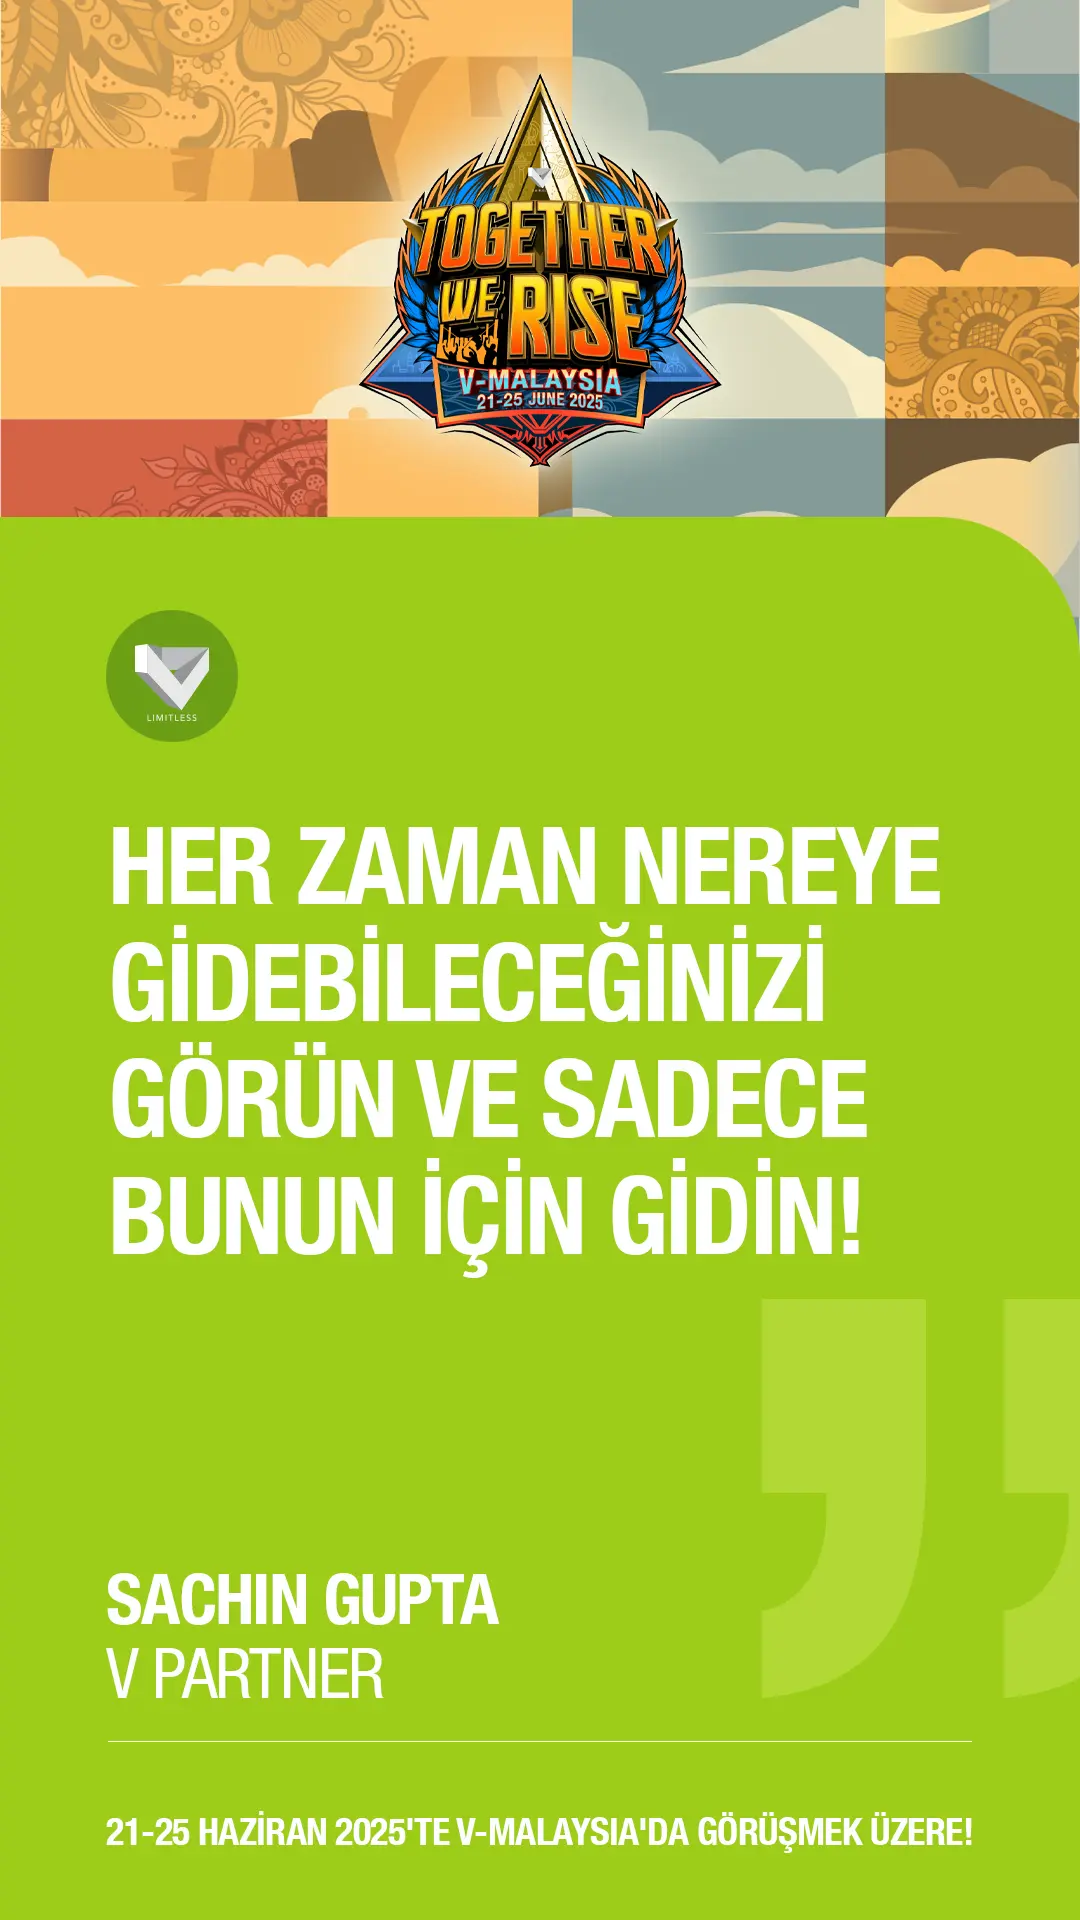 TOGETHER
WE RISE
V-MALAYSIA
21-25 JUNE 2025
LIMITLESS
HER ZAMAN NEREYE
GİDEBİLECEĞİNİZİ
GÖRÜN VE SADECE
BUNUN İÇİN GİDİN!
SACHIN GUPTA
V PARTNER
21-25 HAZİRAN 2025'TE V-MALAYSIA'DA GÖRÜŞMEK ÜZERE!